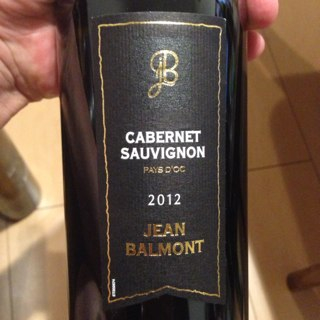 JB
CABERNET
SAUVIGNON
PAYS D'OC
2012
JEAN
BALMONT